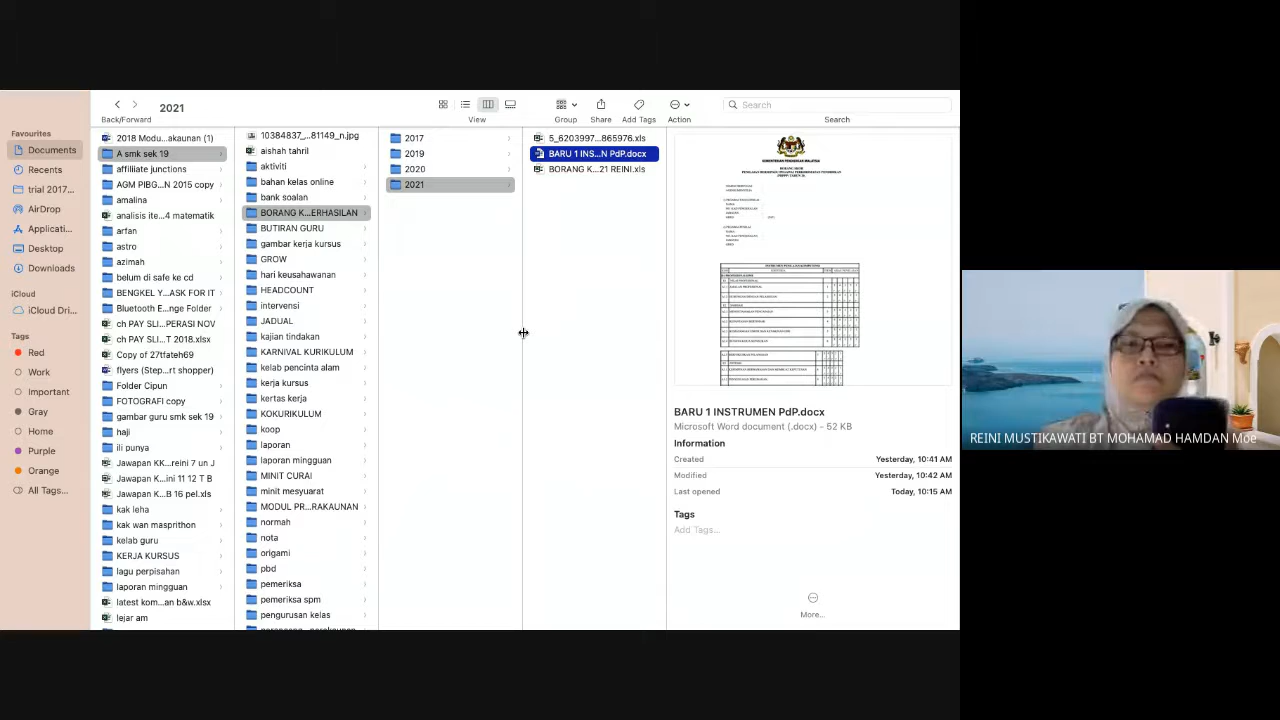 2021
Back/Forward
View
Group
Share
Add Tags
Action
Search
Search
Favourites
Documents
Recents
trial 2017...
AirDrop
Applicati...
Desktop
Downloads
iCloud
iCloud Dri...
Tags
Red
Work
Important
Gray
Home
Purple
Orange
All Tags...
2018 Modu...akaunan (1)
A smk sek 19
affiliiate junction
AGM PIBG...N 2015 copy
amalina
analisis ite...4 matematik
arfan
astro
azimah
belum di safe ke cd
BENGKEL Y...ASK FOR IT
Bluetooth E...nge Folder
ch PAY SLI...PERASI NOV
ch PAY SLI...T 2018.xlsx
Copy of 27tfateh69
flyers (Step...rt shopper)
Folder Cipun
FOTOGRAFI copy
gambar guru smk sek 19
haji
ili punya
Jawapan KK...reini 7 un J
Jawapan K...ini 11 12 T B
Jawapan K...B 16 pel.xls
kak leha
kak wan masprithon
kelab guru
KERJA KURSUS
lagu perpisahan
laporan mingguan
latest kom...an b&w.xlsx
lejar am
10384837_...81149_n.jpg
aishah tahril
aktiviti
bahan kelas online
bank soalan
BORANG K...ERHASILAN
BUTIRAN GURU
gambar kerja kursus
GROW
hari keusahawanan
HEADCOUNT
intervensi
JADUAL
kajian tindakan
KARNIVAL KURIKULUM
kelab pencinta alam
kerja kursus
kertas kerja
KOKURIKULUM
koop
laporan
laporan mingguan
MINIT CURAI
minit mesyuarat
MODUL PR...RAKAUNAN
normah
nota
origami
pbd
pemeriksa
pemeriksa spm
pengurusan kelas
2017
2019
2020
2021
5_6203997...865976.xls
BARU 1 INS...N PdP.docx
BORANG K...21 REINI.xls
KEMENTERIAN PENDIDIKAN MALAYSIA
BARU 1 INSTRUMEN PdP.docx
Microsoft Word document (.docx) - 52 KB
Information
Created Yesterday, 10:41 AM
Modified Yesterday, 10:42 AM
Last opened Today, 10:15 AM
Tags
Add Tags...
More...
REINI MUSTIKAWATI BT MOHAMAD HAMDAN Moe